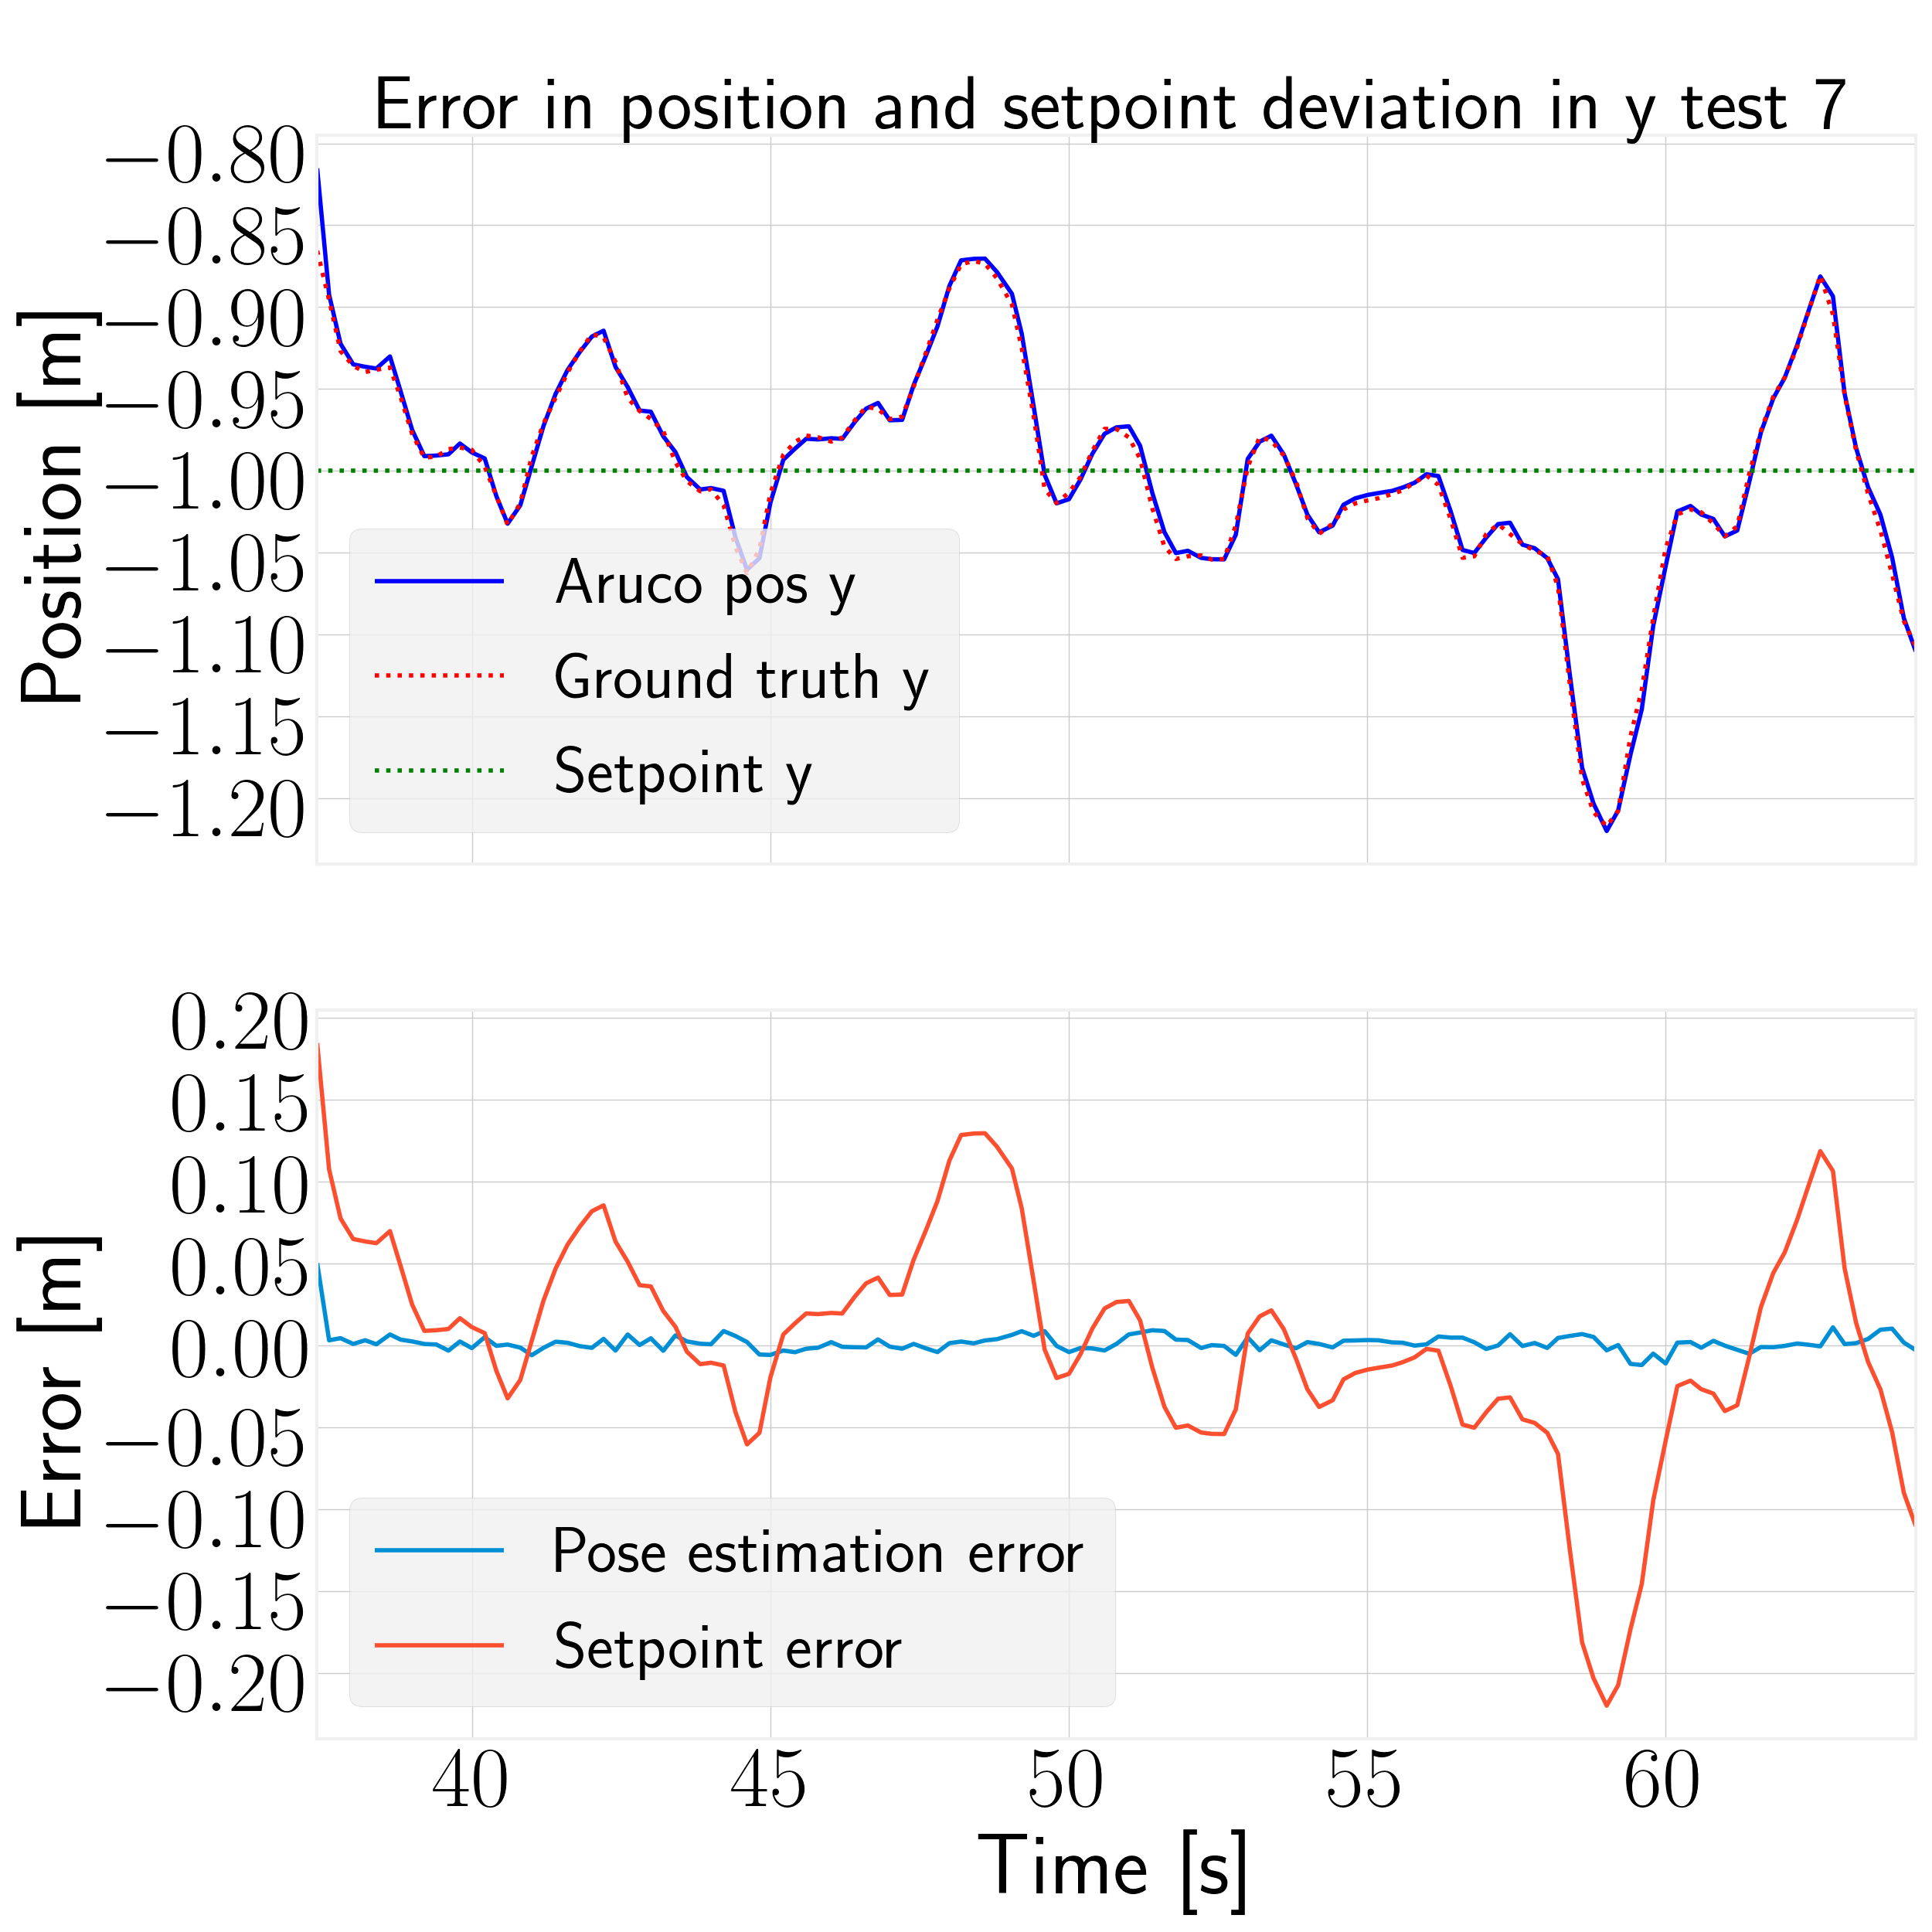 Error in position and setpoint deviation in y test 7
Position [m]
−0.80
−0.85
−0.90
−0.95
−1.00
−1.05
−1.10
−1.15
−1.20
Aruco pos y
Ground truth y
Setpoint y
Error [m]
0.20
0.15
0.10
0.05
0.00
−0.05
−0.10
−0.15
−0.20
Pose estimation error
Setpoint error
40 45 50 55 60
Time [s]